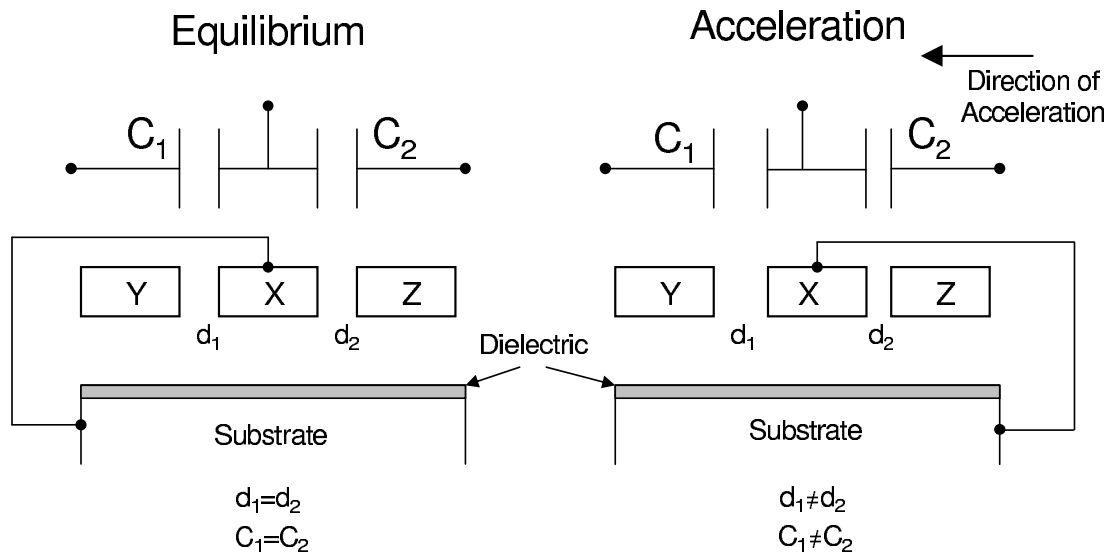 Equilibrium
Acceleration
Direction of
Acceleration
C₁
C₂
C₁
C₂
Y
X
Z
Y
X
Z
d₁
d₂
d₁
d₂
Dielectric
Substrate
Substrate
d₁=d₂
C₁=C₂
d₁≠d₂
C₁≠C₂